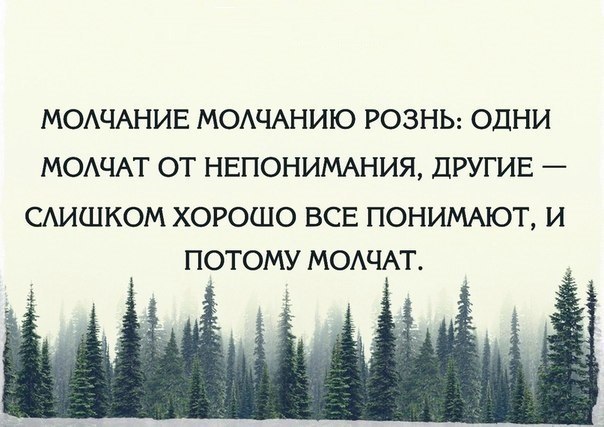 МОЛЧАНИЕ МОЛЧАНИЮ РОЗНЬ: ОДНИ
МОЛЧАТ ОТ НЕПОНИМАНИЯ, ДРУГИЕ —
СЛИШКОМ ХОРОШО ВСЕ ПОНИМАЮТ, И
ПОТОМУ МОЛЧАТ.